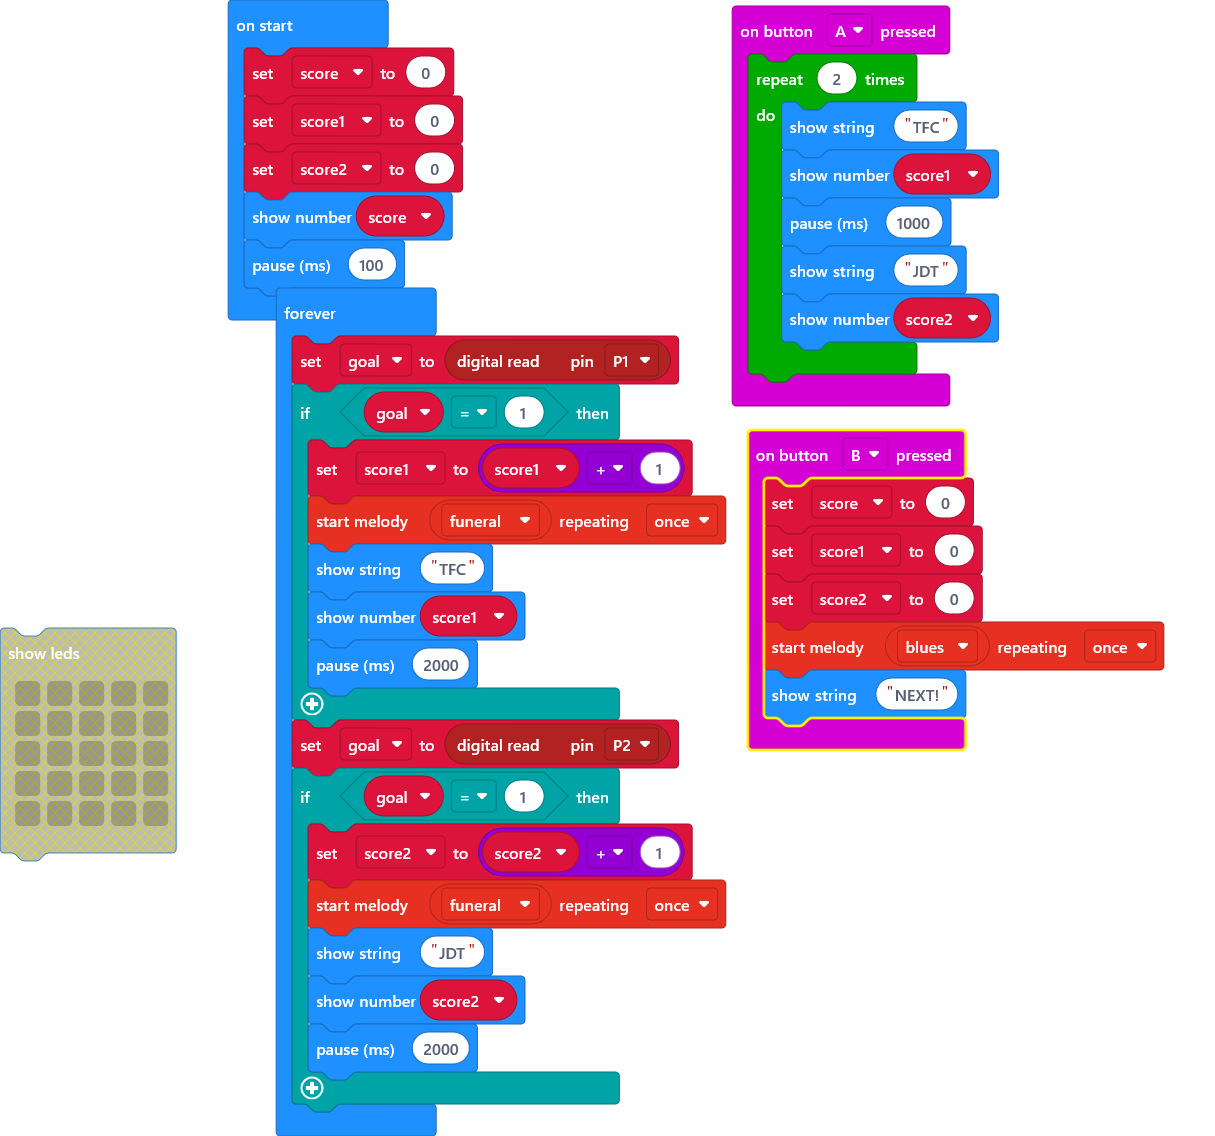 on start
set score to 0
set score1 to 0
set score2 to 0
show number score
pause (ms) 100
forever
set goal to digital read pin P1
if goal = 1 then
set score1 to score1 + 1
start melody funeral repeating once
show string "TFC"
show number score1
pause (ms) 2000
set goal to digital read pin P2
if goal = 1 then
set score2 to score2 + 1
start melody funeral repeating once
show string "JDT"
show number score2
pause (ms) 2000
show leds
on button A pressed
repeat 2 times
do
show string "TFC"
show number score1
pause (ms) 1000
show string "JDT"
show number score2
on button B pressed
set score to 0
set score1 to 0
set score2 to 0
start melody blues repeating once
show string "NEXT!"